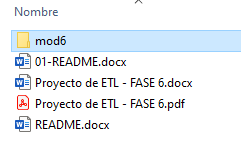 Nombre
mod6
01-README.docx
Proyecto de ETL - FASE 6.docx
Proyecto de ETL - FASE 6.pdf
README.docx